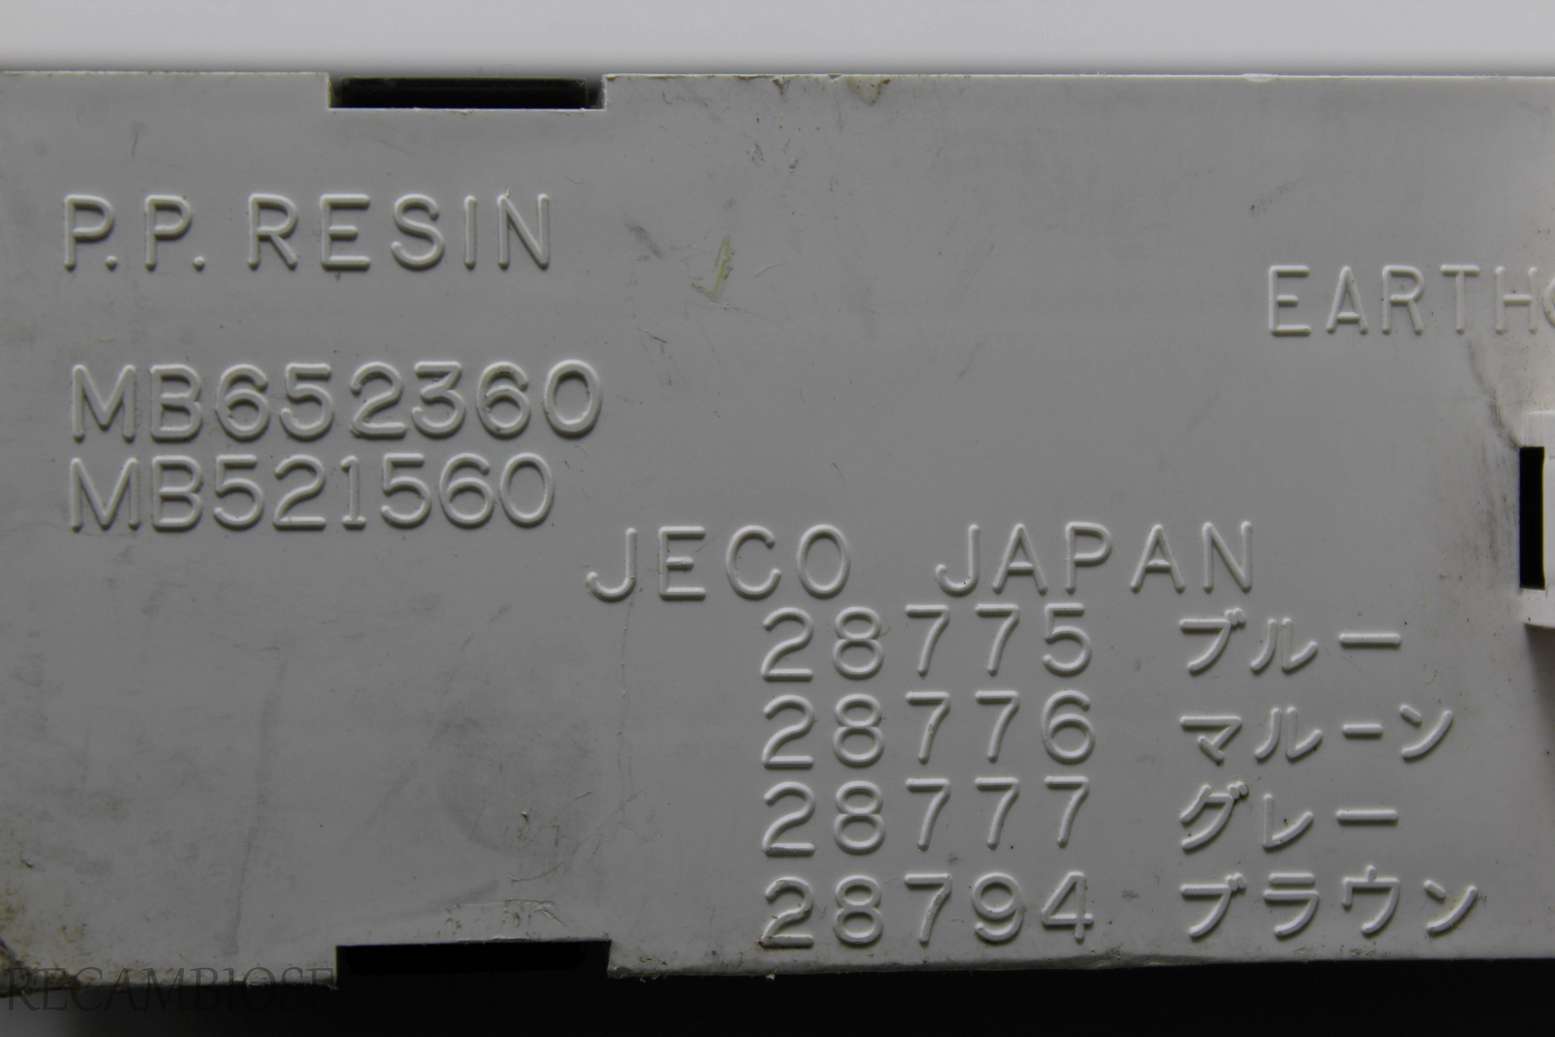 P.P. RESIN
EARTH
MB652360
MB521560
JECO JAPAN
28775 ブルー
28776 マルーン
28777 グレー
28794 ブラウン
RECAMBIOSE